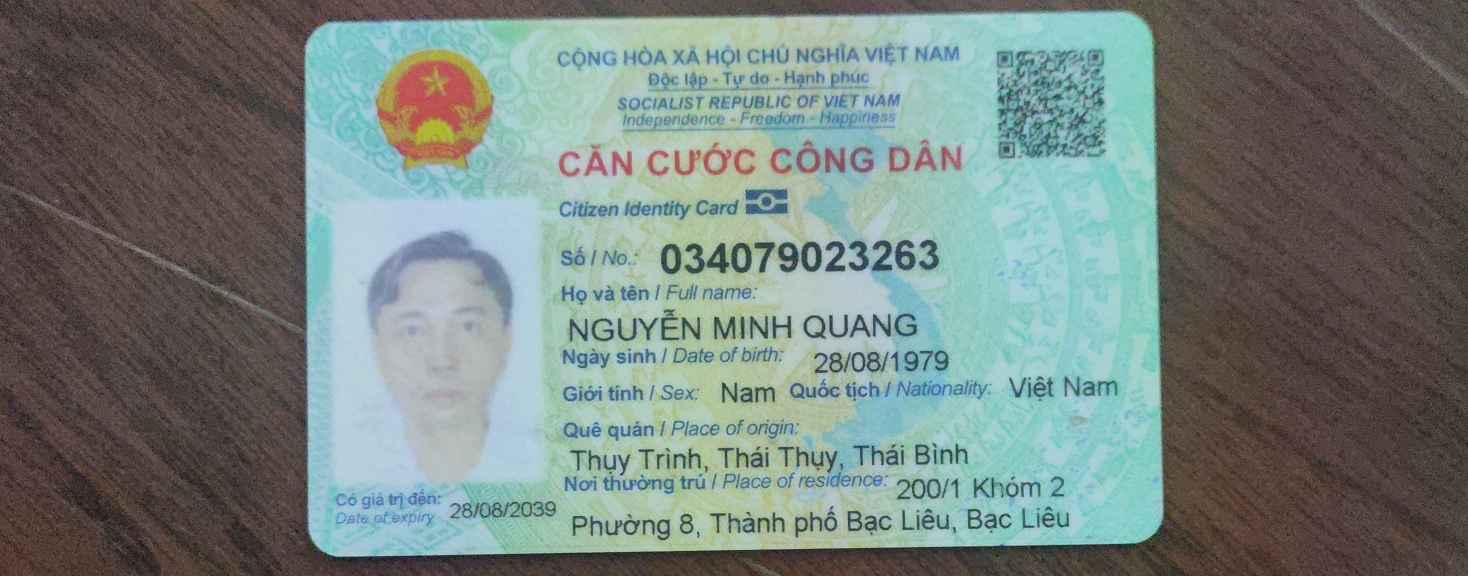 CỘNG HÒA XÃ HỘI CHỦ NGHĨA VIỆT NAM
Độc lập - Tự do - Hạnh phúc
SOCIALIST REPUBLIC OF VIET NAM
Independence - Freedom - Happiness
CĂN CƯỚC CÔNG DÂN
Citizen Identity Card
Số / No.: 034079023263
Họ và tên / Full name:
NGUYỄN MINH QUANG
Ngày sinh / Date of birth: 28/08/1979
Giới tính / Sex: Nam Quốc tịch / Nationality: Việt Nam
Quê quán / Place of origin:
Thụy Trình, Thái Thụy, Thái Bình
Nơi thường trú / Place of residence: 200/1 Khóm 2
Phường 8, Thành phố Bạc Liêu, Bạc Liêu
Có giá trị đến: 28/08/2039
Date of expiry